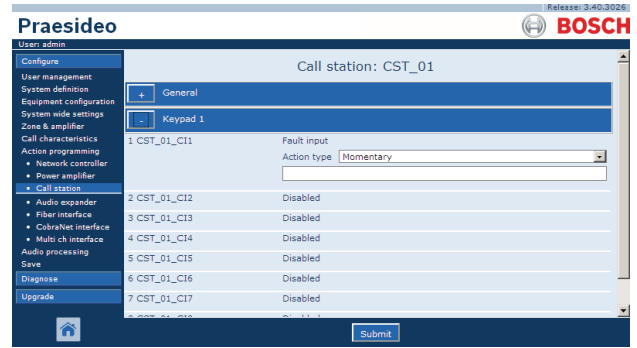 Release: 3.40.3026
Praesideo
BOSCH
User: admin
Configure
User management
System definition
Equipment configuration
System wide settings
Zone & amplifier
Call characteristics
Action programming
• Network controller
• Power amplifier
• Call station
• Audio expander
• Fiber interface
• CobraNet interface
• Multi ch interface
Audio processing
Save
Diagnose
Upgrade
Call station: CST_01
+ General
- Keypad 1
1 CST_01_CI1 Fault input
Action type Momentary
2 CST_01_CI2 Disabled
3 CST_01_CI3 Disabled
4 CST_01_CI4 Disabled
5 CST_01_CI5 Disabled
6 CST_01_CI6 Disabled
7 CST_01_CI7 Disabled
Submit